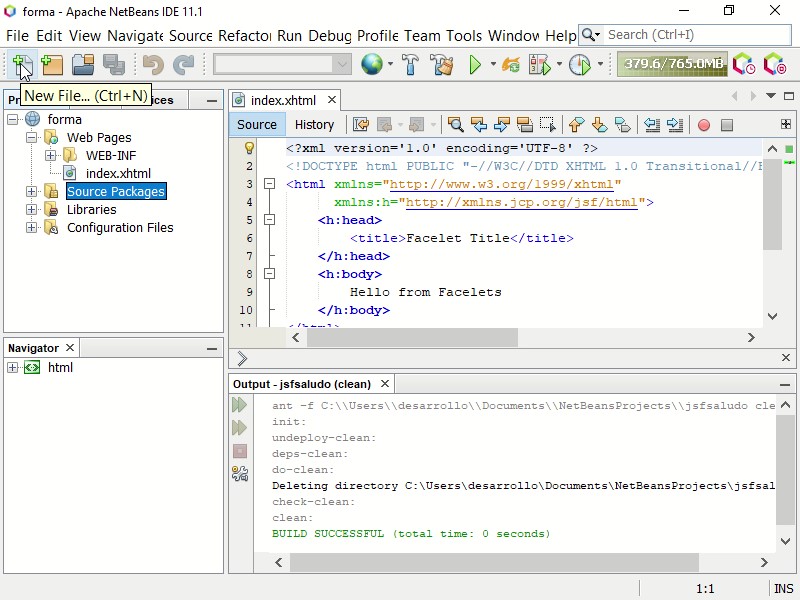 forma - Apache NetBeans IDE 11.1
File Edit View Navigate Source Refactor Run Debug Profile Team Tools Window Help
Search (Ctrl+I)
379.6/765.0MB
New File... (Ctrl+N)
forma
Web Pages
WEB-INF
index.xhtml
Source Packages
Libraries
Configuration Files
Navigator
html
index.xhtml
Source History
1 <?xml version='1.0' encoding='UTF-8' ?>
2 <!DOCTYPE html PUBLIC "-//W3C//DTD XHTML 1.0 Transitional//E
3 <html xmlns="http://www.w3.org/1999/xhtml"
4 xmlns:h="http://xmlns.jcp.org/jsf/html">
5 <h:head>
6 <title>Facelet Title</title>
7 </h:head>
8 <h:body>
9 Hello from Facelets
10 </h:body>
11 </html>
Output - jsfsaludo (clean)
ant -f C:\\Users\\desarrollo\\Documents\\NetBeansProjects\\jsfsaludo cle
init:
undeploy-clean:
deps-clean:
do-clean:
Deleting directory C:\Users\desarrollo\Documents\NetBeansProjects\jsfsal
check-clean:
clean:
BUILD SUCCESSFUL (total time: 0 seconds)
1:1 INS